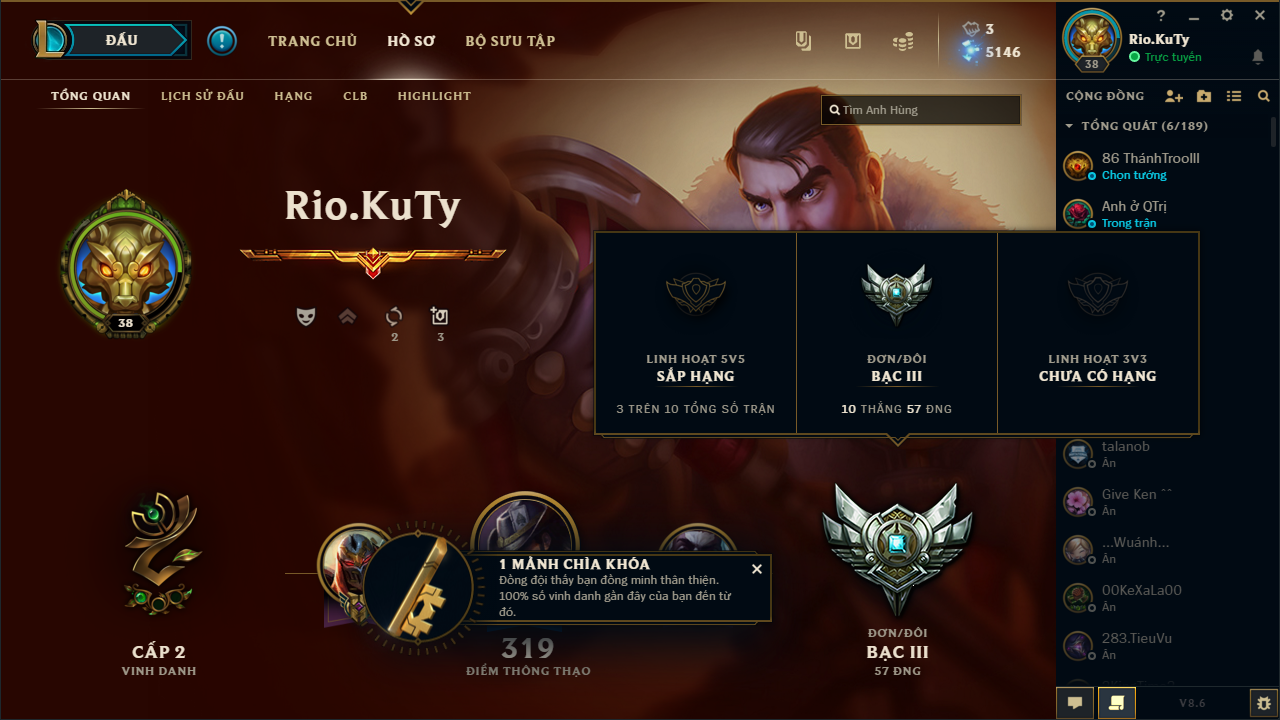 ĐẤU
TRANG CHỦ
HỒ SƠ
BỘ SƯU TẬP
3
5146
38
Rio.KuTy
Trực tuyến
TỔNG QUAN
LỊCH SỬ ĐẤU
HẠNG
CLB
HIGHLIGHT
Tìm Anh Hùng
CỘNG ĐỒNG
TỔNG QUÁT (6/189)
86 ThánhTroolll
Chọn tướng
Anh ở QTrị
Trong trận
Rio.KuTy
38
2
3
LINH HOẠT 5V5
SẮP HẠNG
3 TRÊN 10 TỔNG SỐ TRẬN
ĐƠN/ĐÔI
BẠC III
10 THẮNG 57 ĐNG
LINH HOẠT 3V3
CHƯA CÓ HẠNG
talanob
Ẩn
Give Ken ^^
Ẩn
...Wuánh...
Ẩn
00KeXaLa00
Ẩn
283.TieuVu
Ẩn
CẤP 2
VINH DANH
1 MẢNH CHÌA KHÓA
Đồng đội thấy bạn đồng minh thân thiện.
100% số vinh danh gần đây của bạn đến từ
đó.
319
ĐIỂM THÔNG THẠO
ĐƠN/ĐÔI
BẠC III
57 ĐNG
V8.6